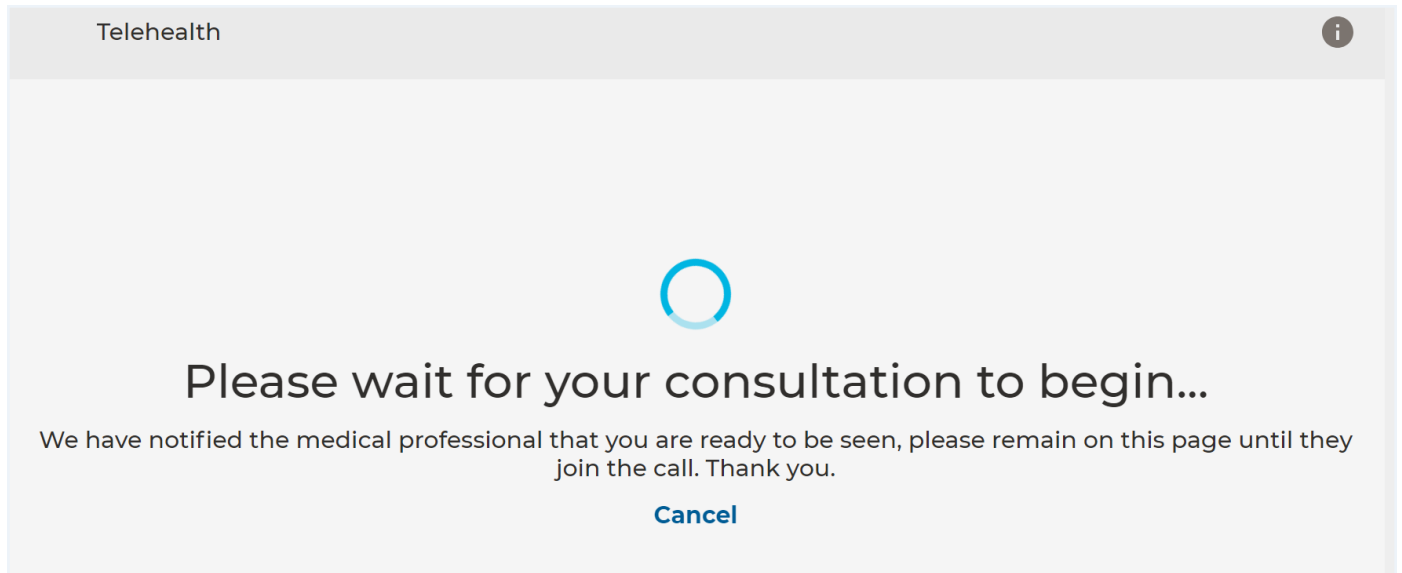 Telehealth
i
Please wait for your consultation to begin...
We have notified the medical professional that you are ready to be seen, please remain on this page until they
join the call. Thank you.
Cancel